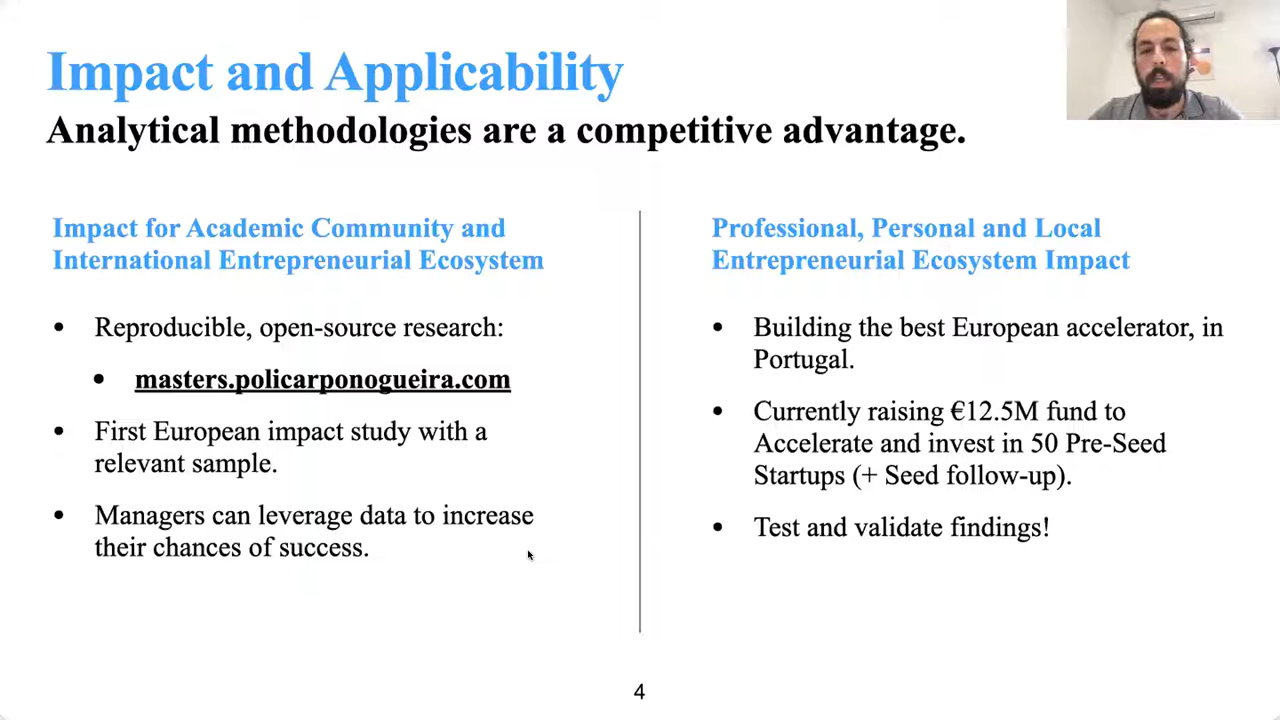 Impact and Applicability
Analytical methodologies are a competitive advantage.
Impact for Academic Community and
International Entrepreneurial Ecosystem
• Reproducible, open-source research:
• masters.policarponogueira.com
• First European impact study with a
relevant sample.
• Managers can leverage data to increase
their chances of success.
Professional, Personal and Local
Entrepreneurial Ecosystem Impact
• Building the best European accelerator, in
Portugal.
• Currently raising €12.5M fund to
Accelerate and invest in 50 Pre-Seed
Startups (+ Seed follow-up).
• Test and validate findings!
4